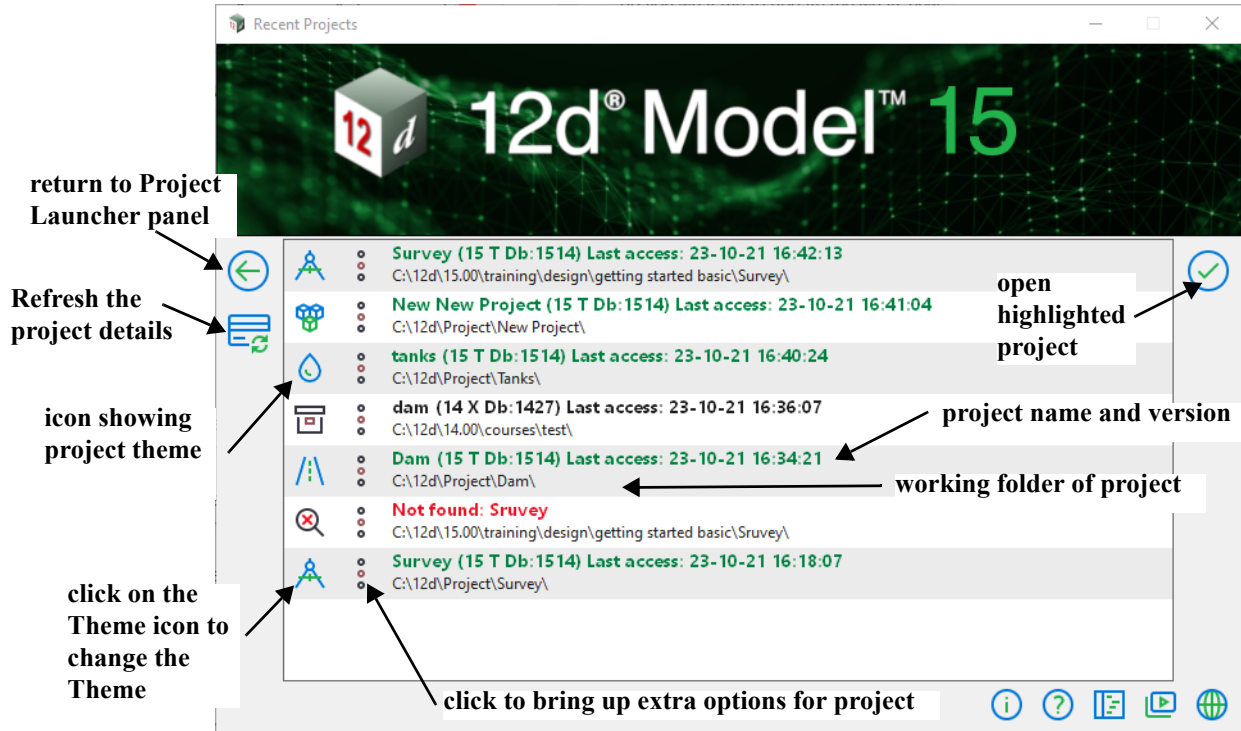 Recent Projects
12d® Model™ 15
12 d
return to Project
Launcher panel
Refresh the
project details
icon showing
project theme
click on the
Theme icon to
change the
Theme
Survey (15 T Db:1514) Last access: 23-10-21 16:42:13
C:\12d\15.00\training\design\getting started basic\Survey\
New New Project (15 T Db:1514) Last access: 23-10-21 16:41:04
C:\12d\Project\New Project\
tanks (15 T Db:1514) Last access: 23-10-21 16:40:24
C:\12d\Project\Tanks\
dam (14 X Db:1427) Last access: 23-10-21 16:36:07
C:\12d\14.00\courses\test\
Dam (15 T Db:1514) Last access: 23-10-21 16:34:21
C:\12d\Project\Dam\
Not found: Sruvey
C:\12d\15.00\training\design\getting started basic\Sruvey\
Survey (15 T Db:1514) Last access: 23-10-21 16:18:07
C:\12d\Project\Survey\
open
highlighted
project
project name and version
working folder of project
click to bring up extra options for project